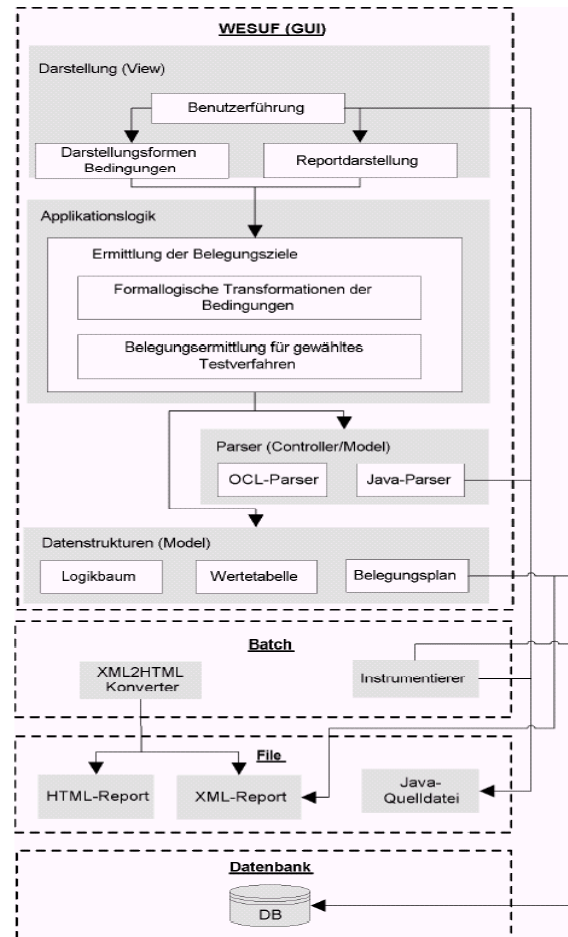 WESUF (GUI)
Darstellung (View)
Benutzerführung
Darstellungsformen
Bedingungen
Reportdarstellung
Applikationslogik
Ermittlung der Belegungsziele
Formallogische Transformationen der
Bedingungen
Belegungsermittlung für gewähltes
Testverfahren
Parser (Controller/Model)
OCL-Parser
Java-Parser
Datenstrukturen (Model)
Logikbaum
Wertetabelle
Belegungsplan
Batch
XML2HTML
Konverter
Instrumentierer
File
HTML-Report
XML-Report
Java-
Quelldatei
Datenbank
DB